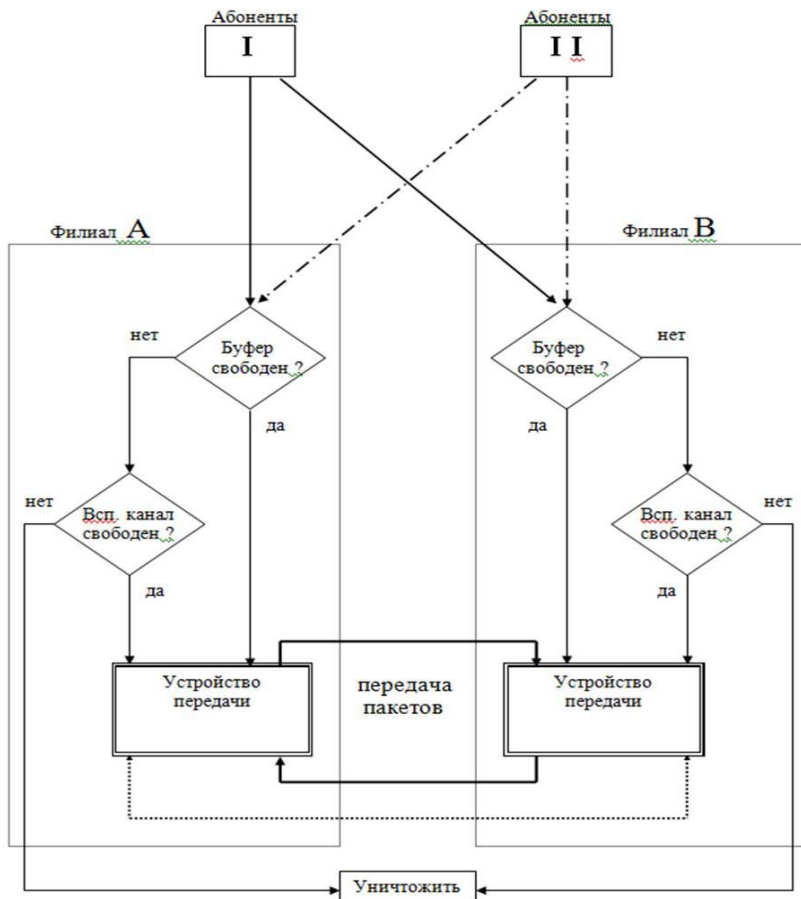 Абоненты
Абоненты
I
I I
Филиал А
Филиал В
нет
Буфер
свободен ?
Буфер
свободен ?
нет
да
да
нет
Всп. канал
свободен ?
Всп. канал
свободен ?
нет
да
да
Устройство
передачи
передача
пакетов
Устройство
передачи
Уничтожить